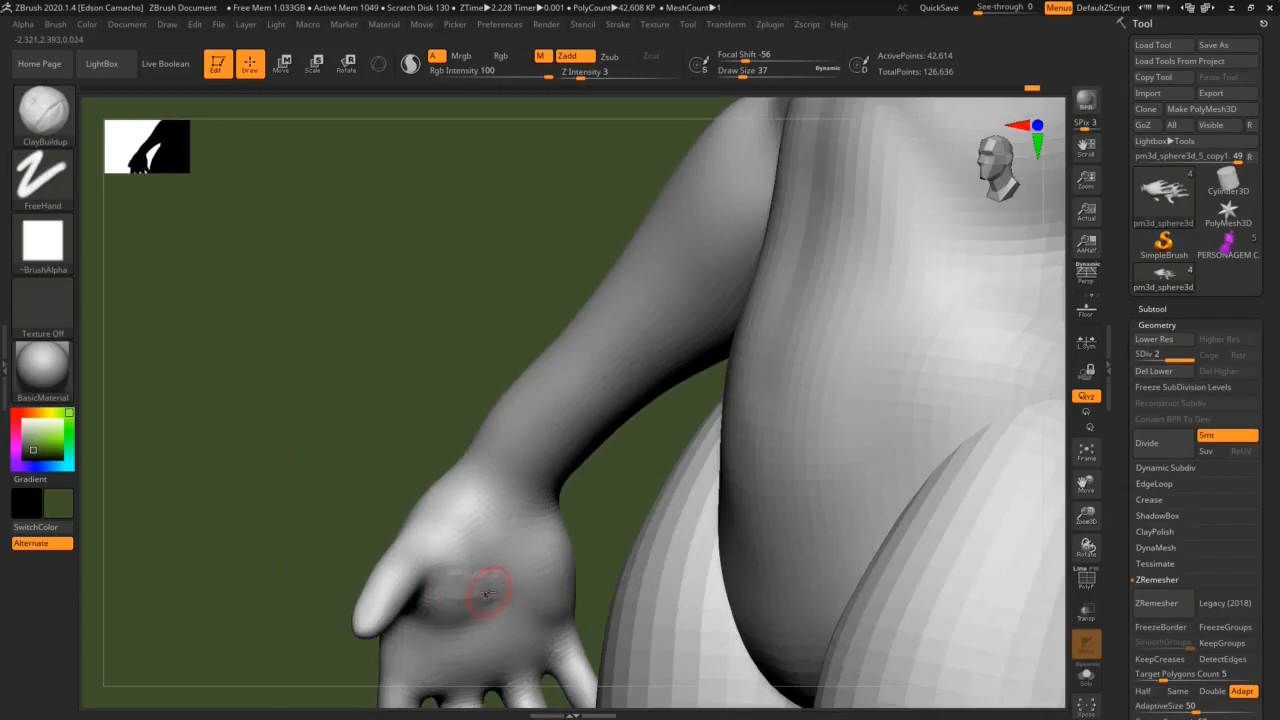 ZBrush 2020.1.4 [Edson Camacho] ZBrush Document • Free Mem 1.033GB • Active Mem 1049 • Scratch Disk 130 • ZTime▶2.228 Timer▶0.001 • PolyCount▶42.608 KP • MeshCount▶1 AC QuickSave See-through 0 Menus DefaultZScript
Alpha Brush Color Document Draw Edit File Layer Light Macro Marker Material Movie Picker Preferences Render Stencil Stroke Texture Tool Transform Zplugin Zscript Help
-2.321,2.393,0.024
Home Page LightBox Live Boolean
Edit Draw Move Scale Rotate
A Mrgb Rgb M Zadd Zsub Zcut
Rgb Intensity 100 Z Intensity 3
S Focal Shift -56
Draw Size 37 Dynamic
D ActivePoints: 42,614
TotalPoints: 126,636
ClayBuildup
FreeHand
~BrushAlpha
Texture Off
BasicMaterial
Gradient
SwitchColor
Alternate
BPR
SPix 3
Scroll
Zoom
Actual
AAHalf
Dynamic
Persp
Floor
L.Sym
XYZ
Frame
Move
Zoom3D
Rotate
Line Fill
PolyF
Transp
Dynamic
Solo
Xpose
Tool
Load Tool Save As
Load Tools From Project
Copy Tool Paste Tool
Import Export
Clone Make PolyMesh3D
GoZ All Visible R
Lightbox▶Tools
pm3d_sphere3d_5_copy1. 49 R
4 Cylinder3D
pm3d_sphere3d PolyMesh3D
5
SimpleBrush PERSONAGEM C
4
pm3d_sphere3d
Subtool
Geometry
Lower Res Higher Res
SDiv 2 Cage Rstr
Del Lower Del Higher
Freeze SubDivision Levels
Reconstruct Subdiv
Convert BPR To Geo
Divide Smt
Suv ReUV
Dynamic Subdiv
EdgeLoop
Crease
ShadowBox
ClayPolish
DynaMesh
Tessimate
ZRemesher
ZRemesher Legacy (2018)
FreezeBorder FreezeGroups
SmoothGroups KeepGroups
KeepCreases DetectEdges
Target Polygons Count 5
Half Same Double Adapt
AdaptiveSize 50